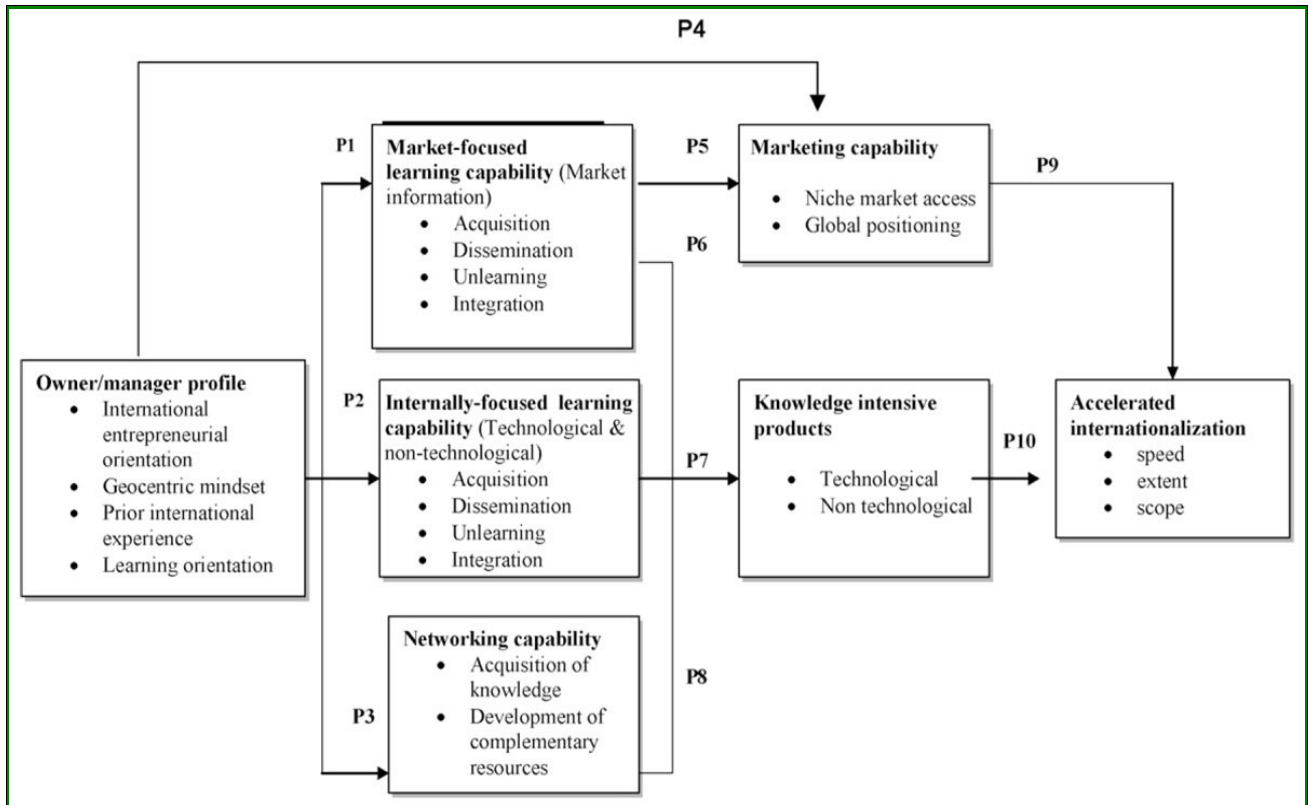 P4
P1
Market-focused
learning capability (Market
information)
• Acquisition
• Dissemination
• Unlearning
• Integration
P5
Marketing capability
• Niche market access
• Global positioning
P9
P6
Owner/manager profile
• International
entrepreneurial
orientation
• Geocentric mindset
• Prior international
experience
• Learning orientation
P2
Internally-focused learning
capability (Technological &
non-technological)
• Acquisition
• Dissemination
• Unlearning
• Integration
P7
Knowledge intensive
products
• Technological
• Non technological
P10
Accelerated
internationalization
• speed
• extent
• scope
P3
Networking capability
• Acquisition of
knowledge
• Development of
complementary
resources
P8